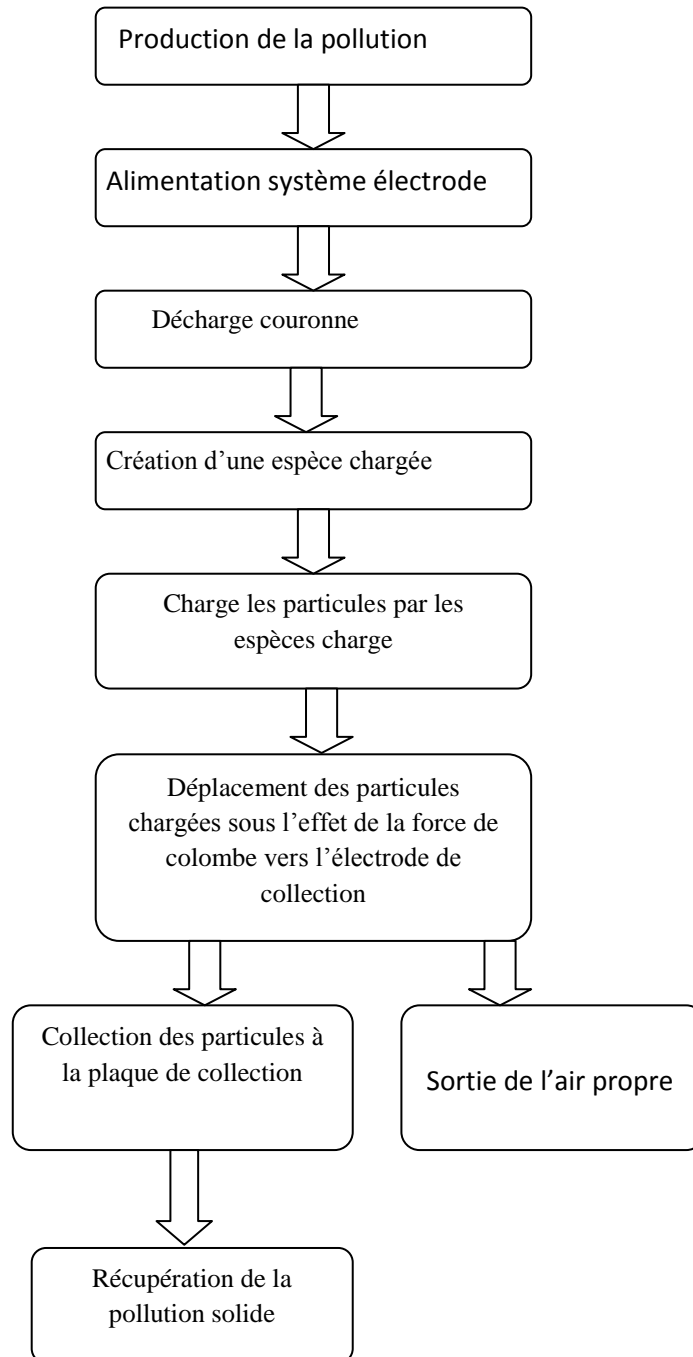 Production de la pollution
Alimentation système électrode
Décharge couronne
Création d’une espèce chargée
Charge les particules par les
espèces charge
Déplacement des particules
chargées sous l’effet de la force de
colombe vers l’électrode de
collection
Collection des particules à
la plaque de collection
Sortie de l’air propre
Récupération de la
pollution solide